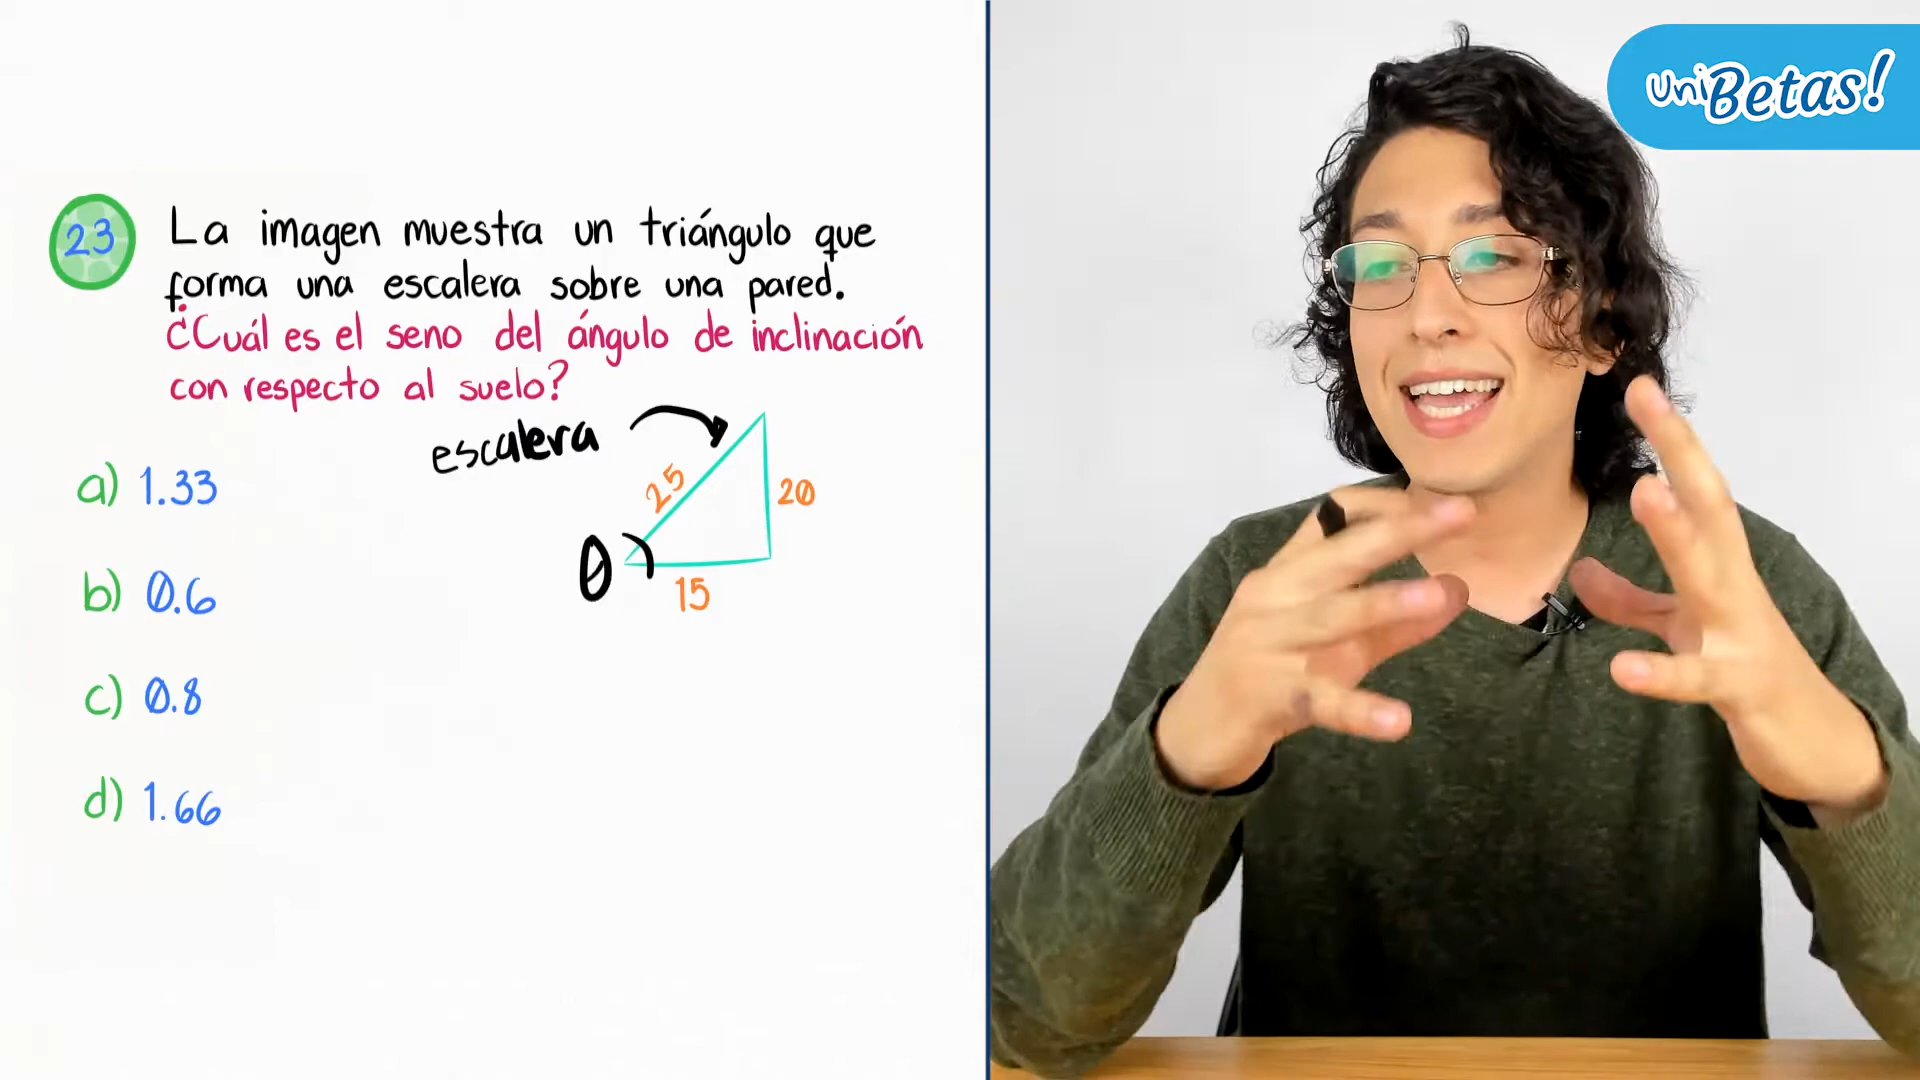 UniBetas!
23
La imagen muestra un triángulo que
forma una escalera sobre una pared.
¿Cuál es el seno del ángulo de inclinación
con respecto al suelo?
escalera
a) 1.33
b) 0.6
c) 0.8
d) 1.66
25
20
θ
15